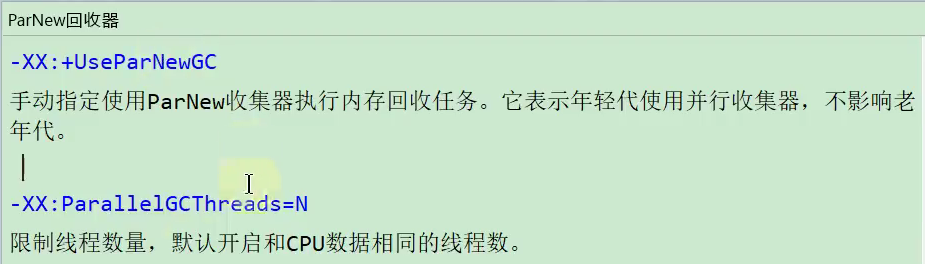 ParNew回收器
-XX:+UseParNewGC
手动指定使用ParNew收集器执行内存回收任务。它表示年轻代使用并行收集器，不影响老
年代。
-XX:ParallelGCThreads=N
限制线程数量，默认开启和CPU数据相同的线程数。